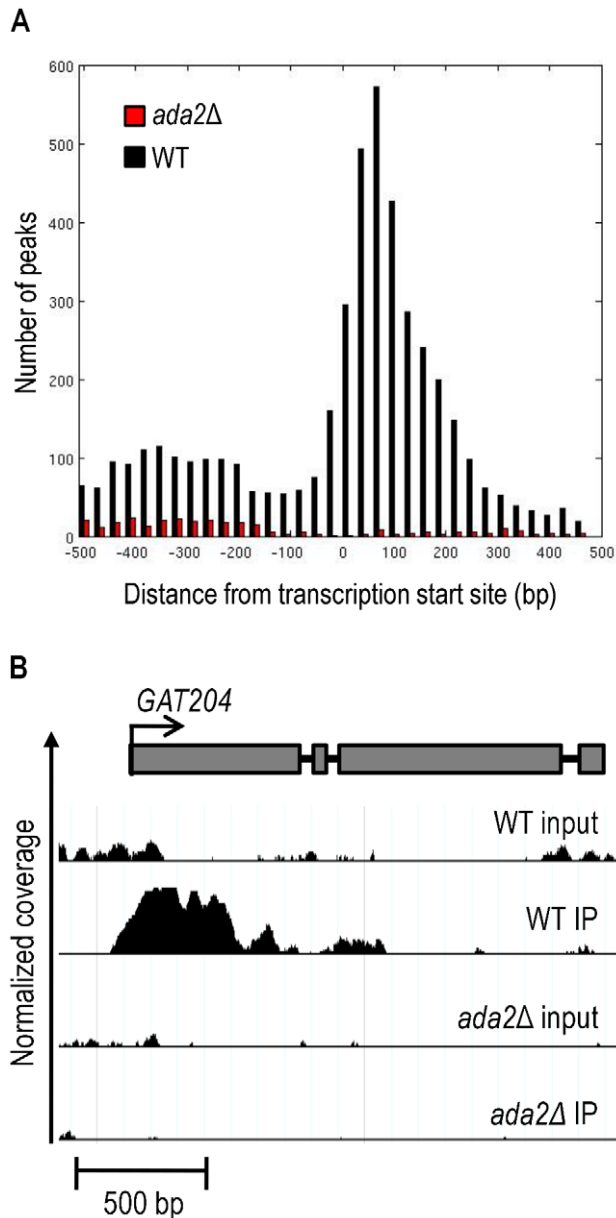 A
600
500
400
300
200
100
0
Number of peaks
ada2Δ
WT
-500 -400 -300 -200 -100 0 100 200 300 400 500
Distance from transcription start site (bp)
B
GAT204
Normalized coverage
WT input
WT IP
ada2Δ input
ada2Δ IP
500 bp